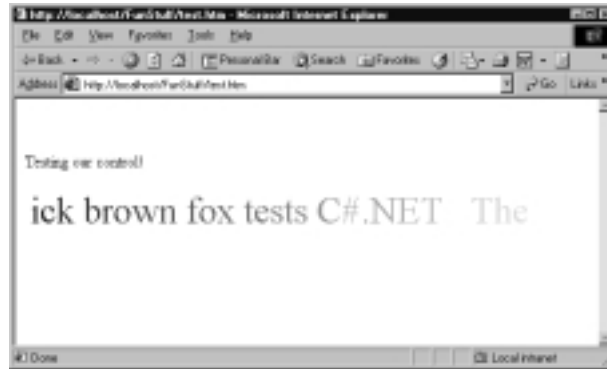 http://localhost/FunStuff/test.htm - Microsoft Internet Explorer
File Edit View Favorites Tools Help
Back PersonalBar Search Favorites
Address http://localhost/FunStuff/test.htm Go Links
Testing our control!
ick brown fox tests C#.NET The
Done Local intranet